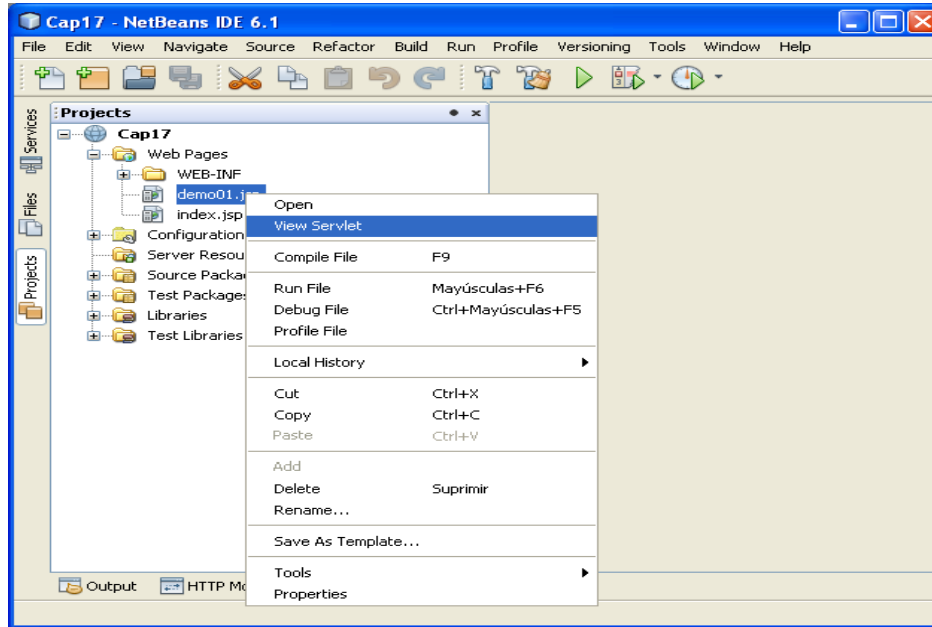 Cap17 - NetBeans IDE 6.1
File Edit View Navigate Source Refactor Build Run Profile Versioning Tools Window Help
Services
Files
Projects
Projects
Cap17
Web Pages
WEB-INF
demo01.jsp
index.jsp
Configuration
Server Resou
Source Packa
Test Packages
Libraries
Test Libraries
Open
View Servlet
Compile File F9
Run File Mayúsculas+F6
Debug File Ctrl+Mayúsculas+F5
Profile File
Local History
Cut Ctrl+X
Copy Ctrl+C
Paste Ctrl+V
Add
Delete Suprimir
Rename...
Save As Template...
Tools
Properties
Output HTTP Mo